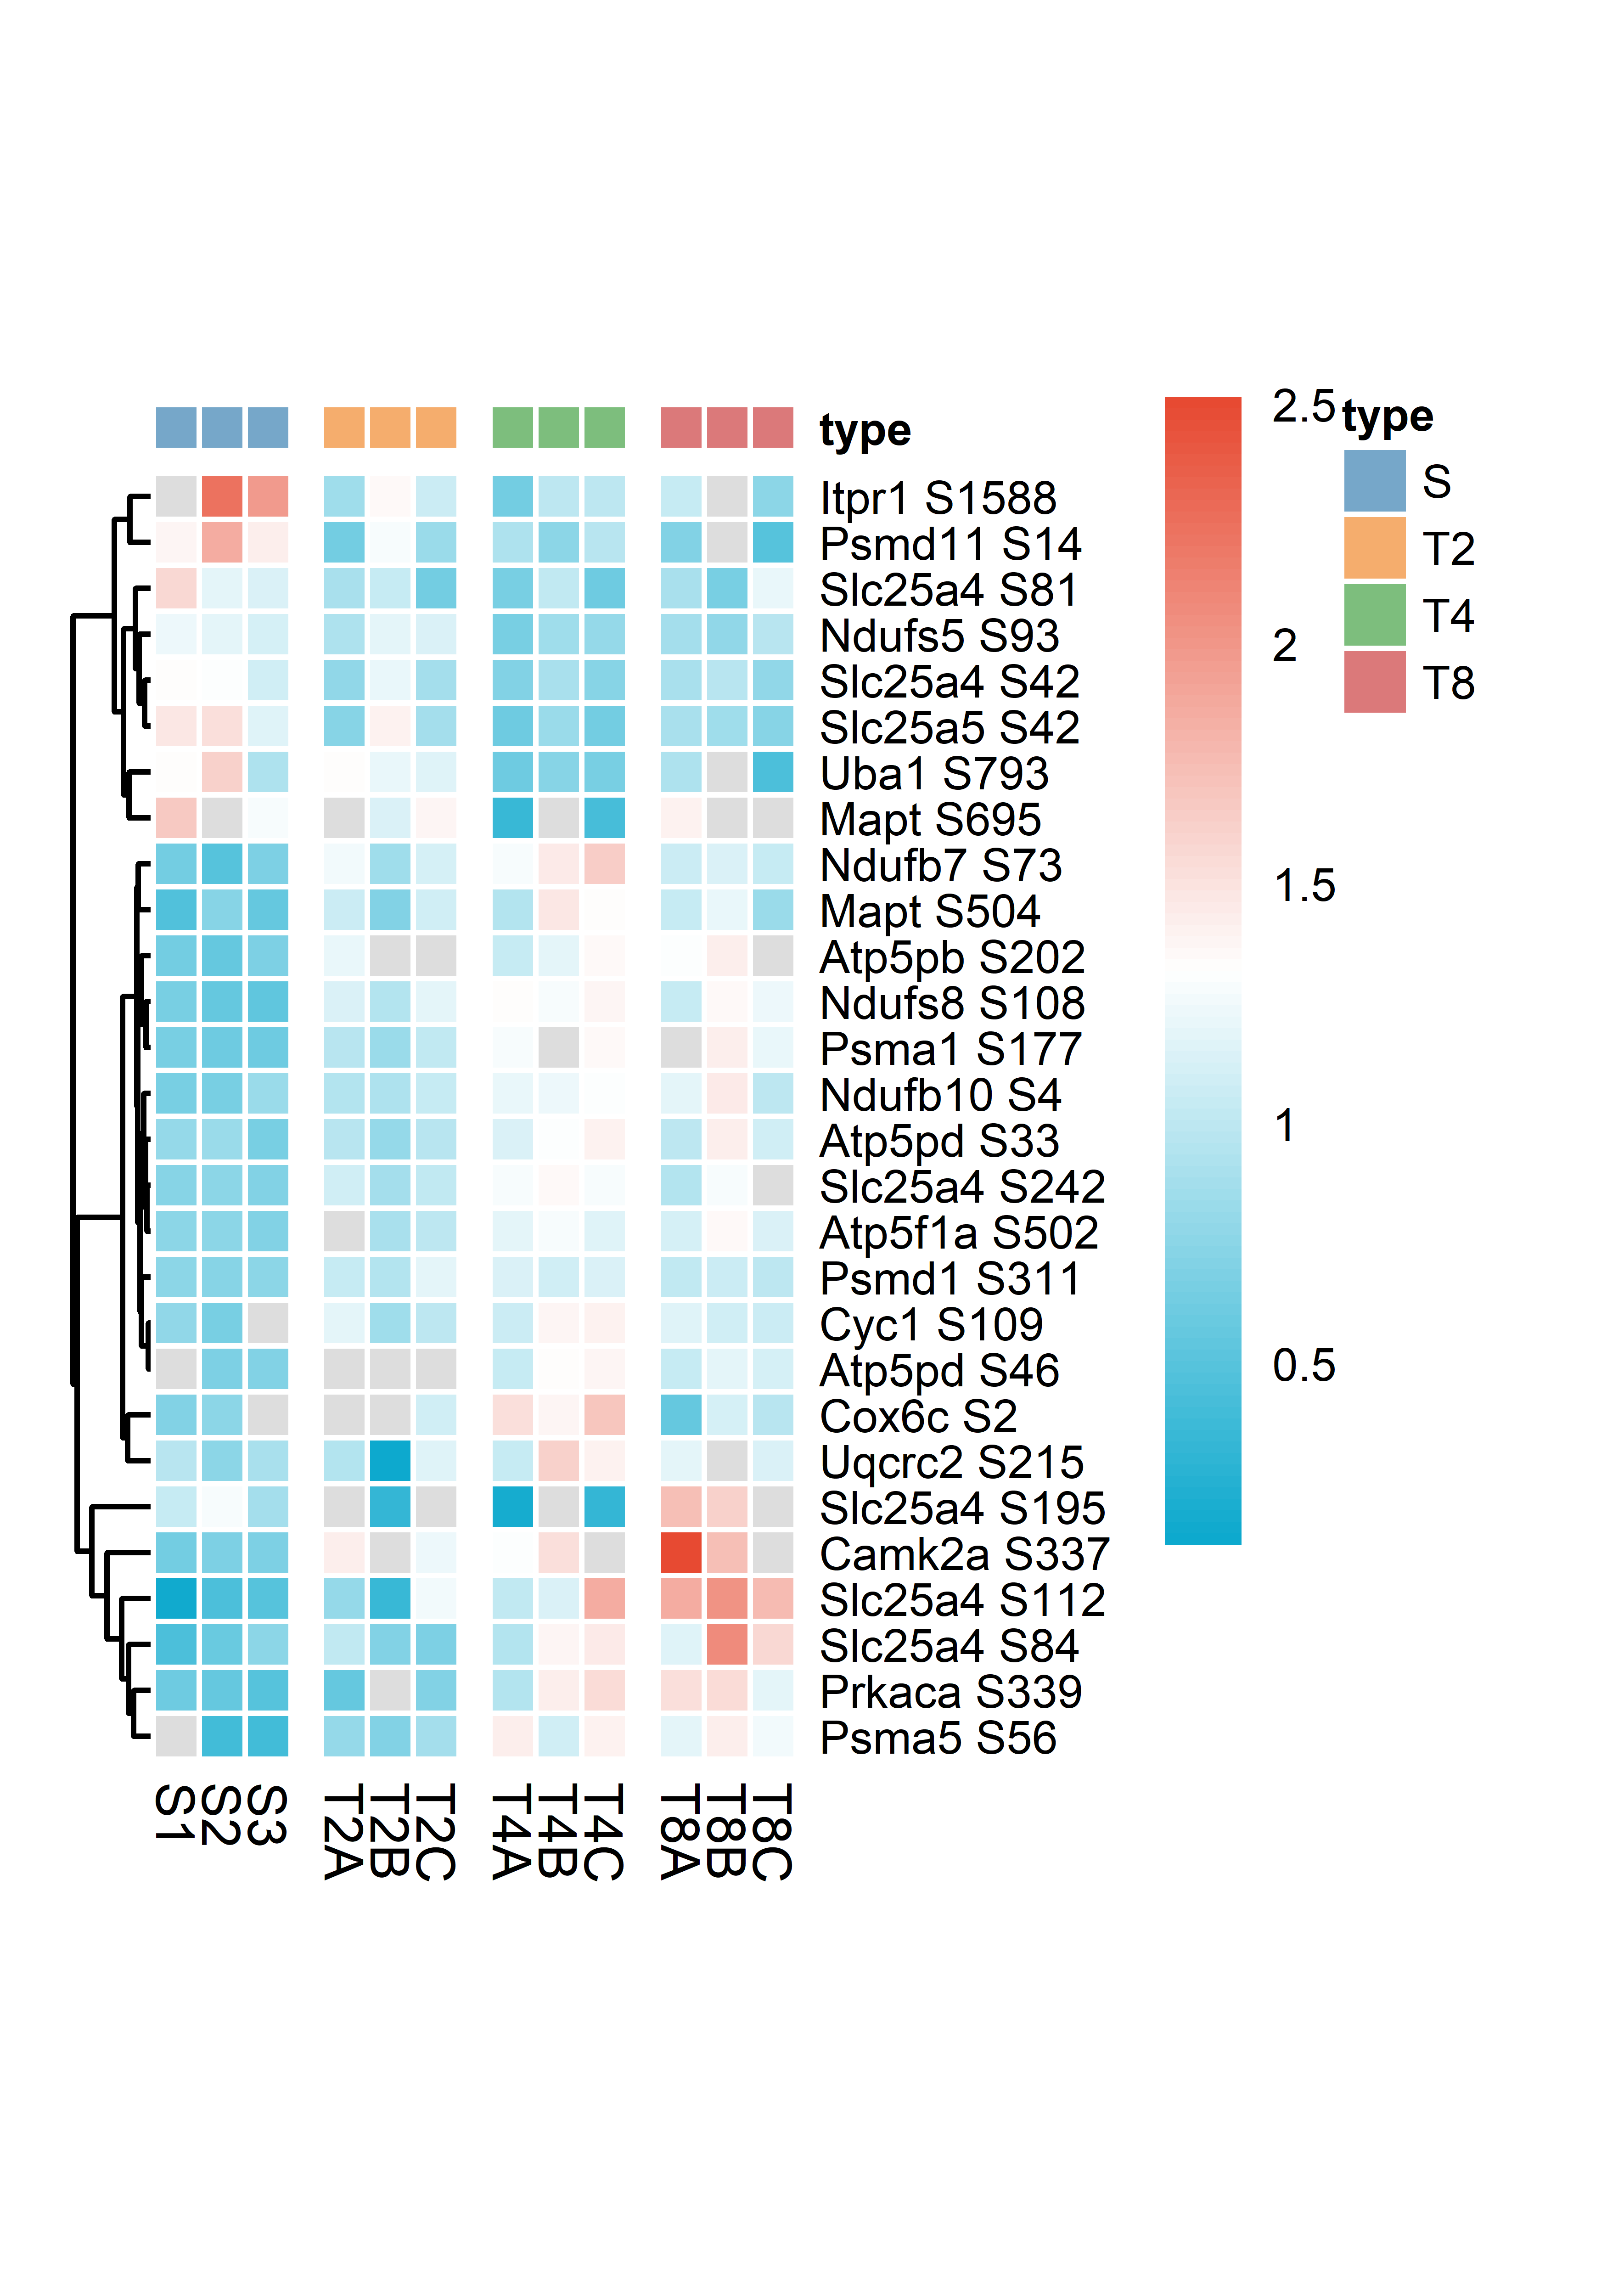 type
Itpr1 S1588
Psmd11 S14
Slc25a4 S81
Ndufs5 S93
Slc25a4 S42
Slc25a5 S42
Uba1 S793
Mapt S695
Ndufb7 S73
Mapt S504
Atp5pb S202
Ndufs8 S108
Psma1 S177
Ndufb10 S4
Atp5pd S33
Slc25a4 S242
Atp5f1a S502
Psmd1 S311
Cyc1 S109
Atp5pd S46
Cox6c S2
Uqcrc2 S215
Slc25a4 S195
Camk2a S337
Slc25a4 S112
Slc25a4 S84
Prkaca S339
Psma5 S56
S1
S2
S3
T2A
T2B
T2C
T4A
T4B
T4C
T8A
T8B
T8C
2.5
2
1.5
1
0.5
type
S
T2
T4
T8